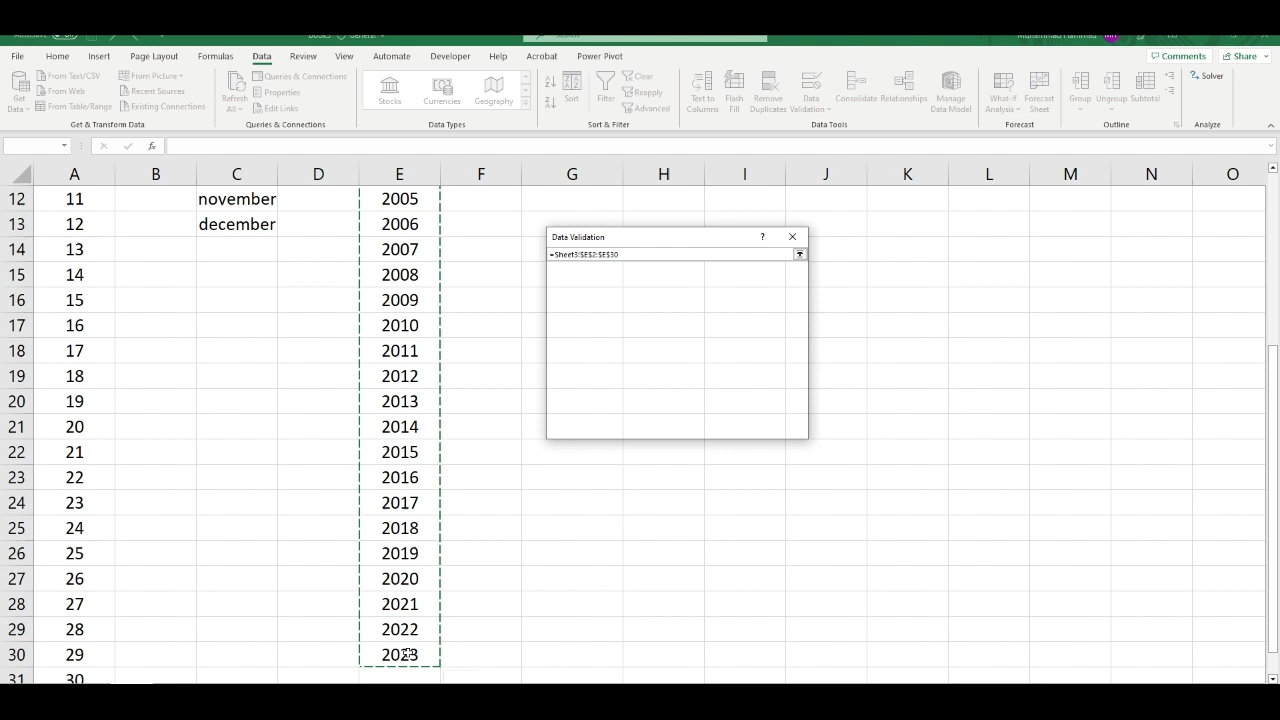 File Home Insert Page Layout Formulas Data Review View Automate Developer Help Acrobat Power Pivot Comments Share
Get Data
From Text/CSV
From Web
From Table/Range
From Picture
Recent Sources
Existing Connections
Get & Transform Data
Refresh All
Queries & Connections
Properties
Edit Links
Queries & Connections
Stocks Currencies Geography
Data Types
Sort
Filter
Clear
Reapply
Advanced
Sort & Filter
Text to Columns
Flash Fill
Remove Duplicates
Data Validation
Consolidate
Relationships
Manage Data Model
Data Tools
What-If Analysis
Forecast Sheet
Forecast
Group
Ungroup
Subtotal
Outline
Solver
Analyze
fx
A B C D E F G H I J K L M N O
12 11 november 2005
13 12 december 2006
14 13 2007
15 14 2008
16 15 2009
17 16 2010
18 17 2011
19 18 2012
20 19 2013
21 20 2014
22 21 2015
23 22 2016
24 23 2017
25 24 2018
26 25 2019
27 26 2020
28 27 2021
29 28 2022
30 29 2023
31 30
Data Validation ?
=Sheet3!$E$2:$E$30